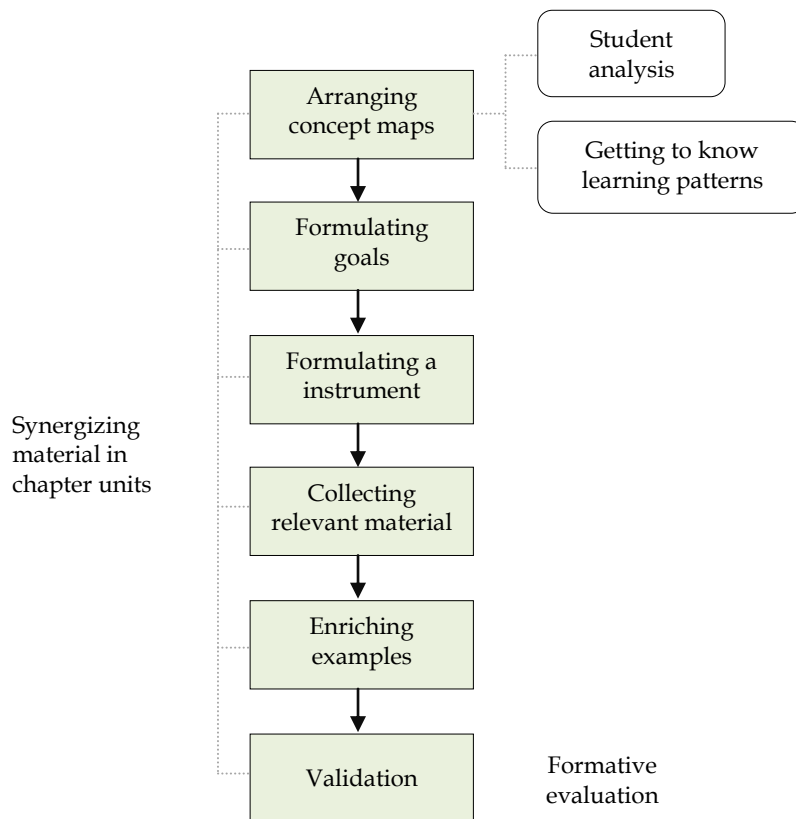 Student
analysis
Arranging
concept maps
Getting to know
learning patterns
Formulating
goals
Formulating a
instrument
Synergizing
material in
chapter units
Collecting
relevant material
Enriching
examples
Validation
Formative
evaluation